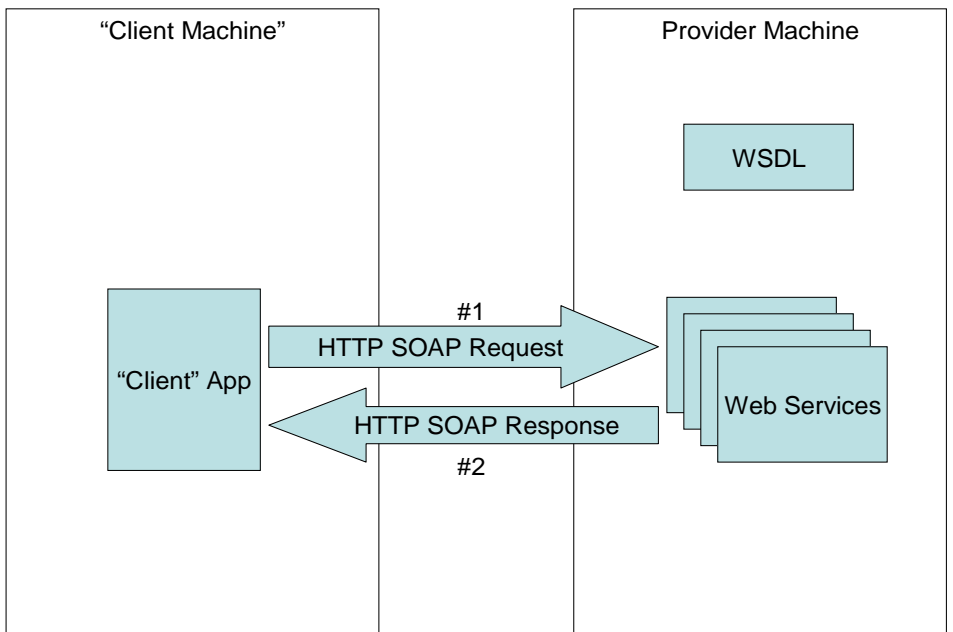 “Client Machine”
Provider Machine
WSDL
#1
HTTP SOAP Request
“Client” App
Web Services
HTTP SOAP Response
#2